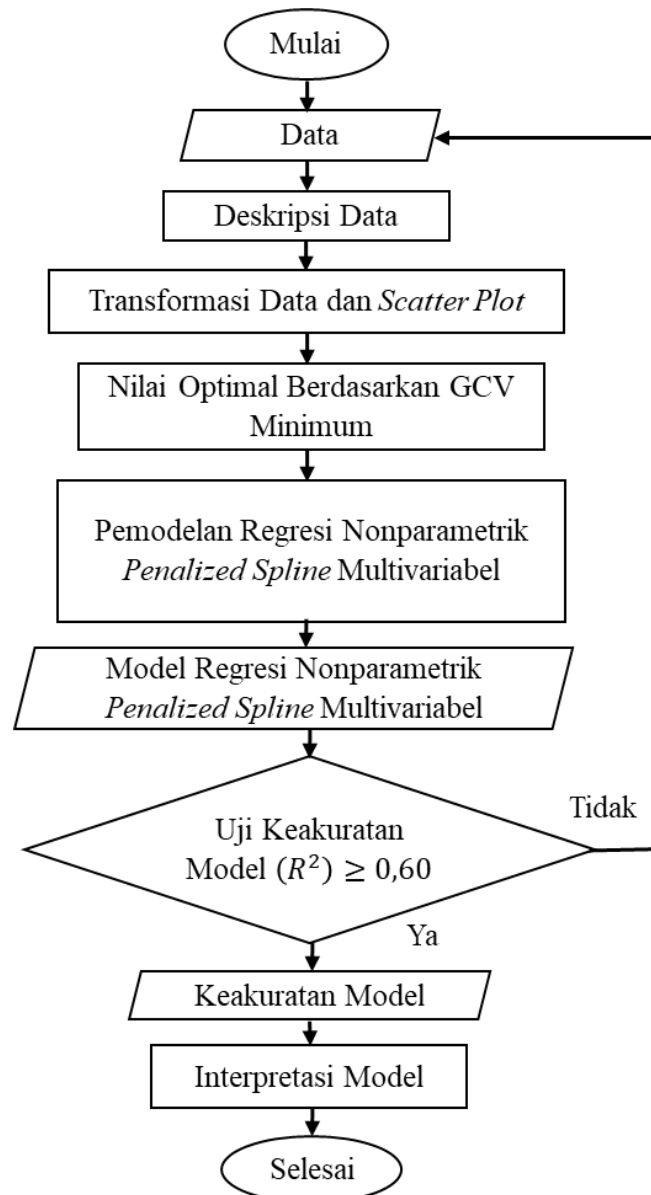 Mulai
Data
Deskripsi Data
Transformasi Data dan Scatter Plot
Nilai Optimal Berdasarkan GCV
Minimum
Pemodelan Regresi Nonparametrik
Penalized Spline Multivariabel
Model Regresi Nonparametrik
Penalized Spline Multivariabel
Uji Keakuratan
Model (R²) ≥ 0,60
Tidak
Ya
Keakuratan Model
Interpretasi Model
Selesai